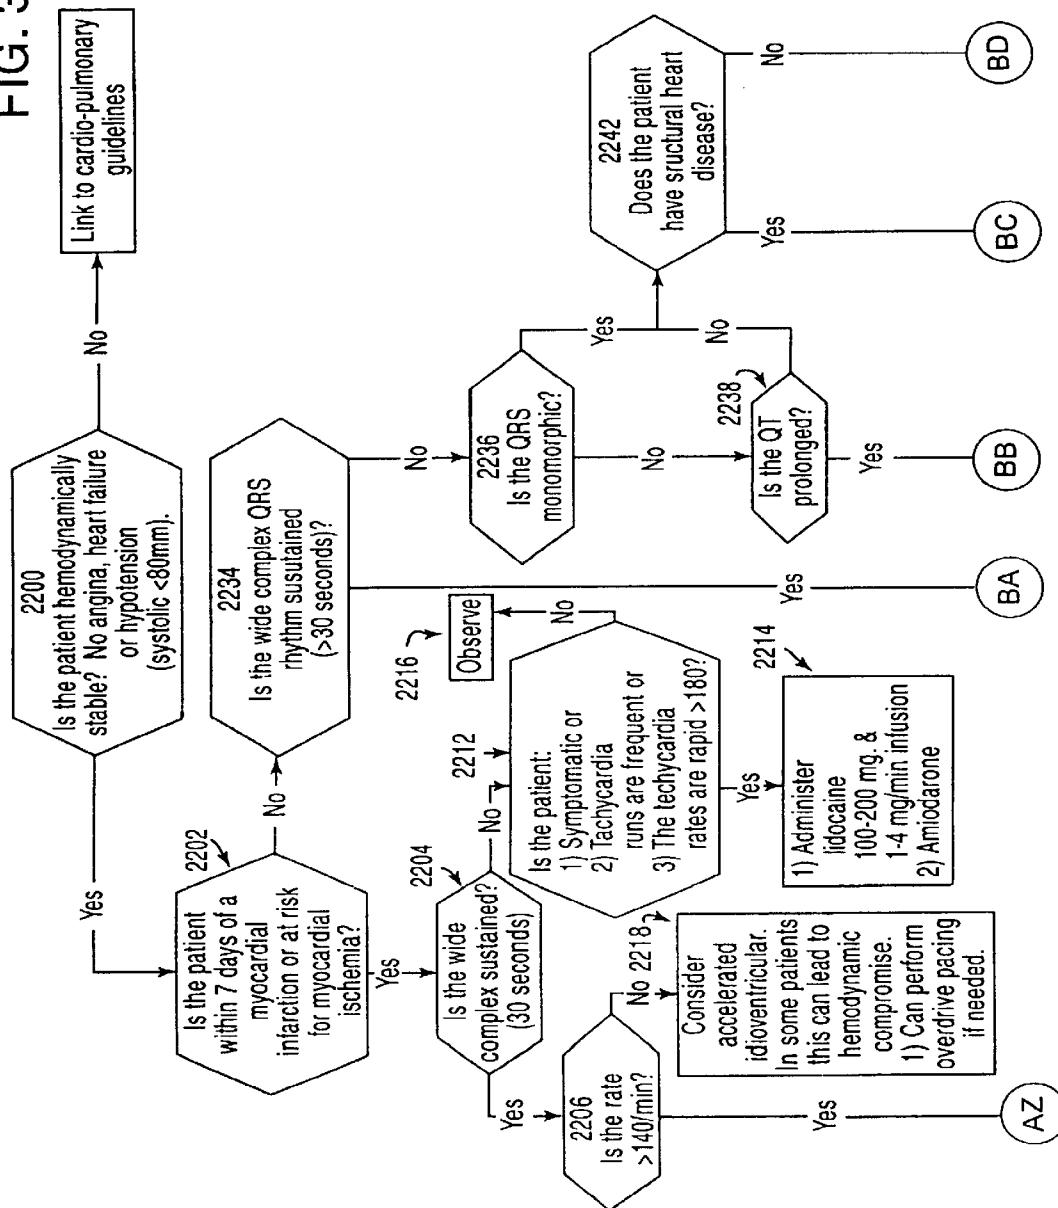 FIG. 3
Link to cardio-pulmonary
guidelines
No
2200
Is the patient hemodynamically
stable? No angina, heart failure
or hypotension
(systolic <80mm).
Yes
2202
Is the patient
within 7 days of a
myocardial
infarction or at risk
for myocardial
ischemia?
No
Yes
2234
Is the wide complex QRS
rhythm susutained
(>30 seconds)?
No
Yes
2236
Is the QRS
monomorphic?
Yes
No
2238
Is the QT
prolonged?
No
Yes
2242
Does the patient
have sructural heart
disease?
Yes
No
2204
Is the wide
complex sustained?
(30 seconds)
No
Yes
2212
Is the patient:
1) Symptomatic or
2) Tachycardia
runs are frequent or
3) The techycardia
rates are rapid >180?
No
2216
Observe
Yes
2214
1) Administer
lidocaine
100-200 mg. &
1-4 mg/min infusion
2) Amiodarone
2206
Is the rate
>140/min?
No
2218
Consider
accelerated
idioventricular.
In some patients
this can lead to
hemodynamic
compromise.
1) Can perform
overdrive pacing
if needed.
Yes
AZ
BA
BB
BC
BD